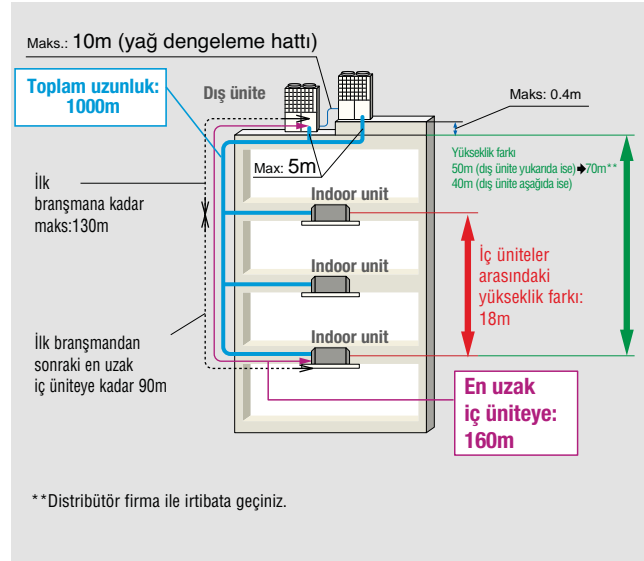 Maks.: 10m (yağ dengeleme hattı)
Toplam uzunluk:
1000m
Dış ünite
Maks: 0.4m
Max: 5m
Yükseklik farkı
50m (dış ünite yukarıda ise)➧70m**
40m (dış ünite aşağıda ise)
İlk
branşmana kadar
maks:130m
Indoor unit
Indoor unit
Indoor unit
İç üniteler
arasındaki
yükseklik farkı:
18m
İlk branşmandan
sonraki en uzak
iç üniteye kadar 90m
En uzak
iç üniteye:
160m
**Distribütör firma ile irtibata geçiniz.